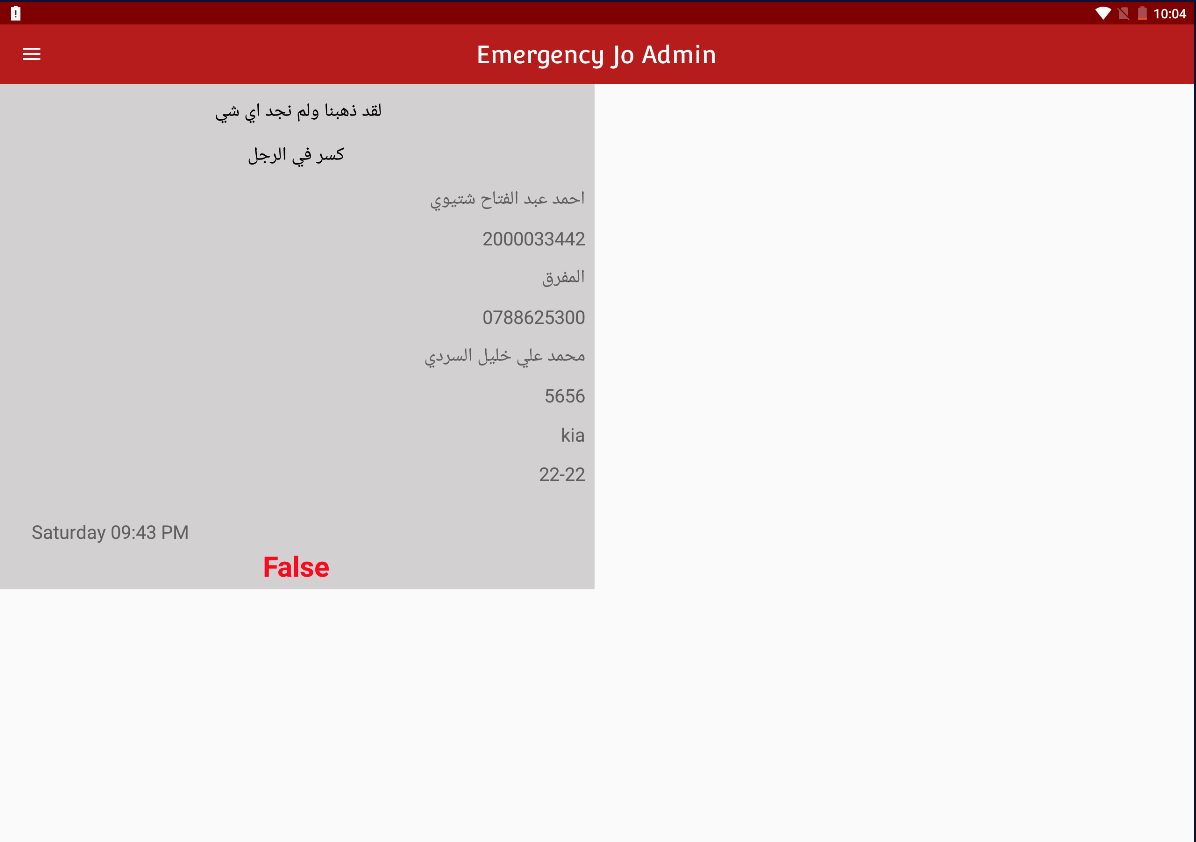 10:04
Emergency Jo Admin
لقد ذهبنا ولم نجد اي شي
كسر في الرجل
احمد عبد الفتاح شتيوي
2000033442
المفرق
0788625300
محمد علي خليل السردي
5656
kia
22-22
Saturday 09:43 PM
False